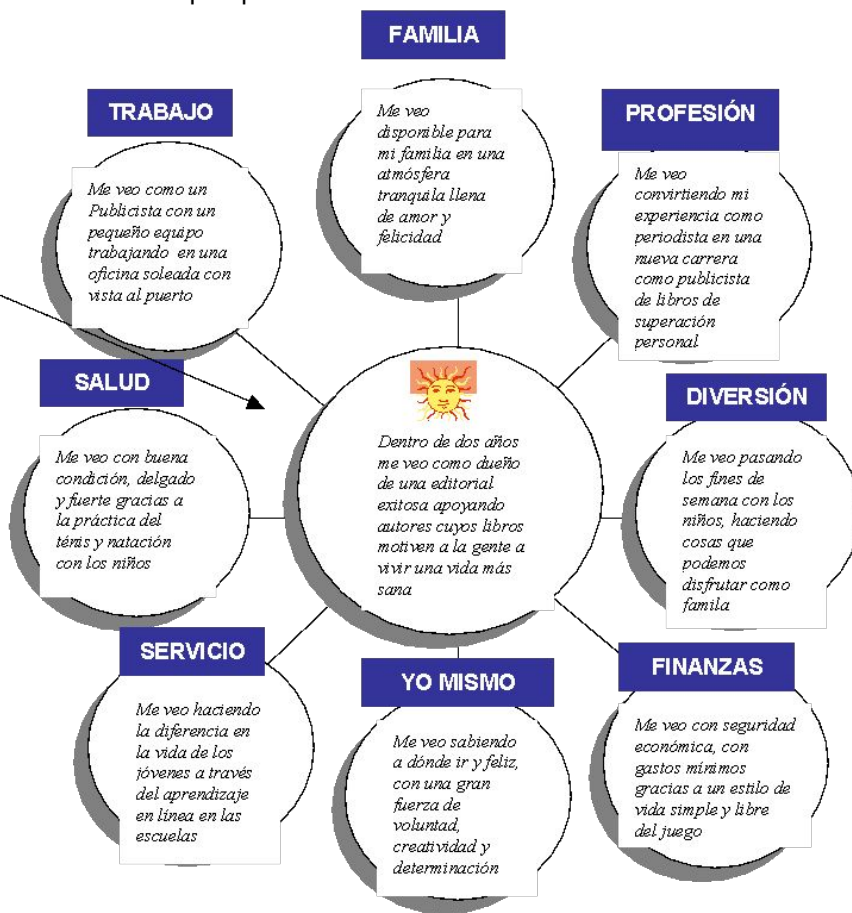 FAMILIA
Me veo
disponible para
mi familia en una
atmósfera
tranquila llena
de amor y
felicidad
TRABAJO
Me veo como un
Publicista con un
pequeño equipo
trabajando en una
oficina soleada con
vista al puerto
PROFESIÓN
Me veo
convirtiendo mi
experiencia como
periodista en una
nueva carrera
como publicista
de libros de
superación
personal
SALUD
Me veo con buena
condición, delgado
y fuerte gracias a
la práctica del
ténis y natación
con los niños
Dentro de dos años
me veo como dueño
de una editorial
exitosa apoyando
autores cuyos libros
motiven a la gente a
vivir una vida más
sana
DIVERSIÓN
Me veo pasando
los fines de
semana con los
niños, haciendo
cosas que
podemos
disfrutar como
famila
SERVICIO
Me veo haciendo
la diferencia en
la vida de los
jóvenes a través
del aprendizaje
en línea en las
escuelas
YO MISMO
Me veo sabiendo
a dónde ir y feliz,
con una gran
fuerza de
voluntad,
creatividad y
determinación
FINANZAS
Me veo con seguridad
económica, con
gastos mínimos
gracias a un estilo de
vida simple y libre
del juego